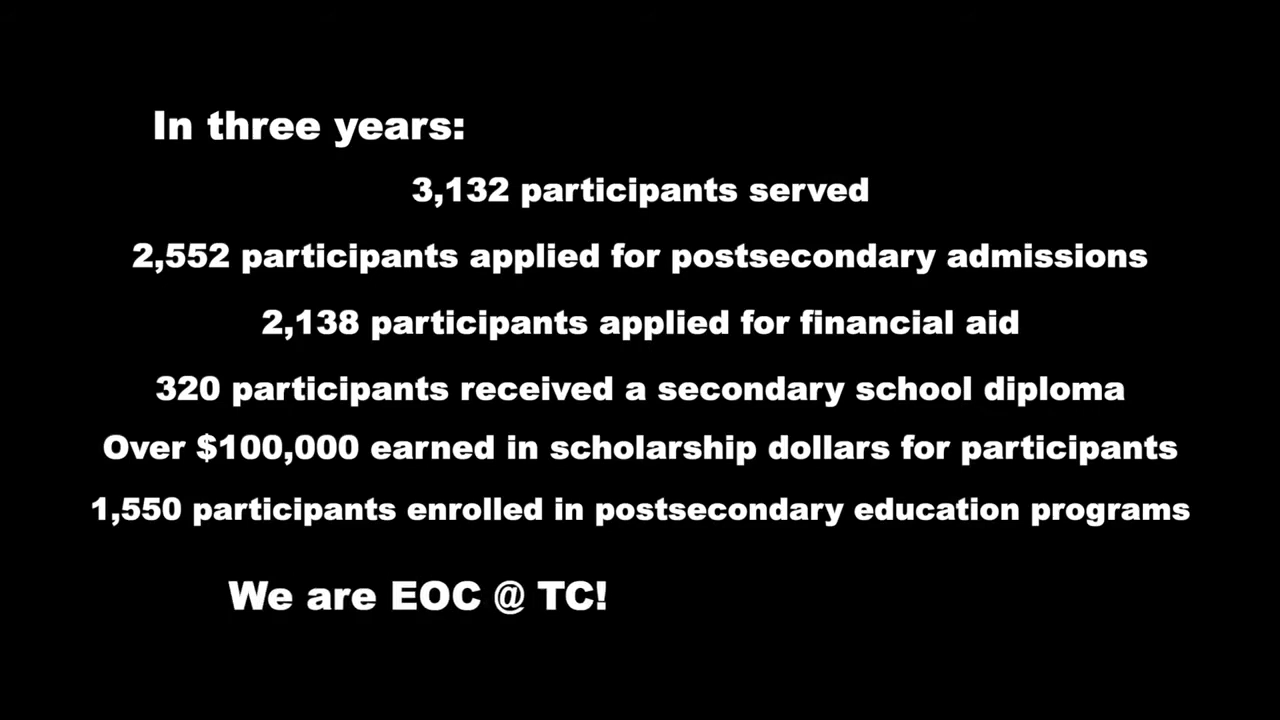 In three years:
3,132 participants served
2,552 participants applied for postsecondary admissions
2,138 participants applied for financial aid
320 participants received a secondary school diploma
Over $100,000 earned in scholarship dollars for participants
1,550 participants enrolled in postsecondary education programs
We are EOC @ TC!